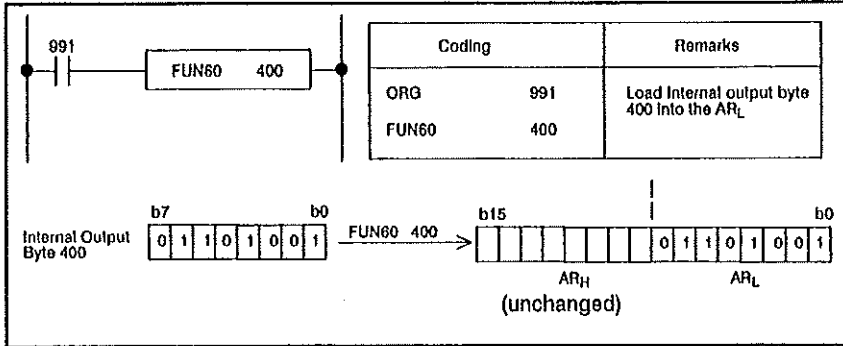 991
FUN60 400
Coding Remarks
ORG 991 Load Internal output byte
400 into the ARL
FUN60 400
b7 b0
Internal Output
Byte 400
0 1 1 0 1 0 0 1
FUN60 400
b15 b0
0 1 1 0 1 0 0 1
ARH ARL
(unchanged)